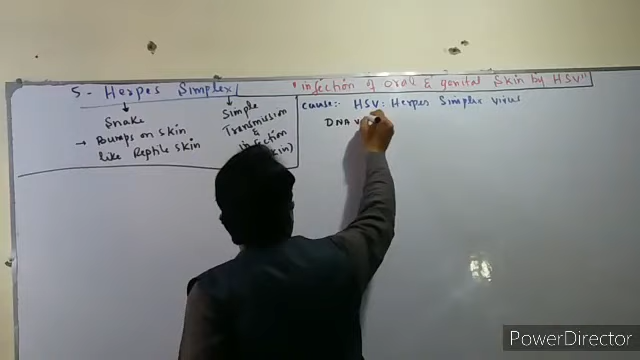 5- Herpes Simplex
"infection of oral & genital skin by HSV"
Snake
→ Bumps on skin
like Reptile skin
Simple
Transmission
&
infection
skin)
Cause:- HSV: Herpes Simplex Virus
DNA V
PowerDirector